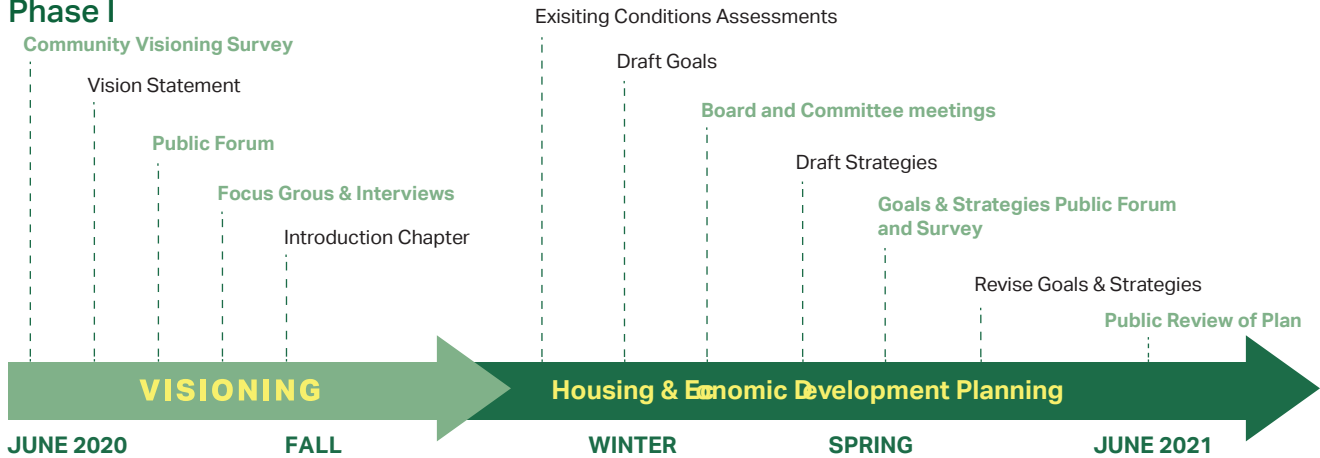 Phase I
Community Visioning Survey
Vision Statement
Public Forum
Focus Grous & Interviews
Introduction Chapter
Exisiting Conditions Assessments
Draft Goals
Board and Committee meetings
Draft Strategies
Goals & Strategies Public Forum
and Survey
Revise Goals & Strategies
Public Review of Plan
VISIONING
Housing & Economic Development Planning
JUNE 2020
FALL
WINTER
SPRING
JUNE 2021